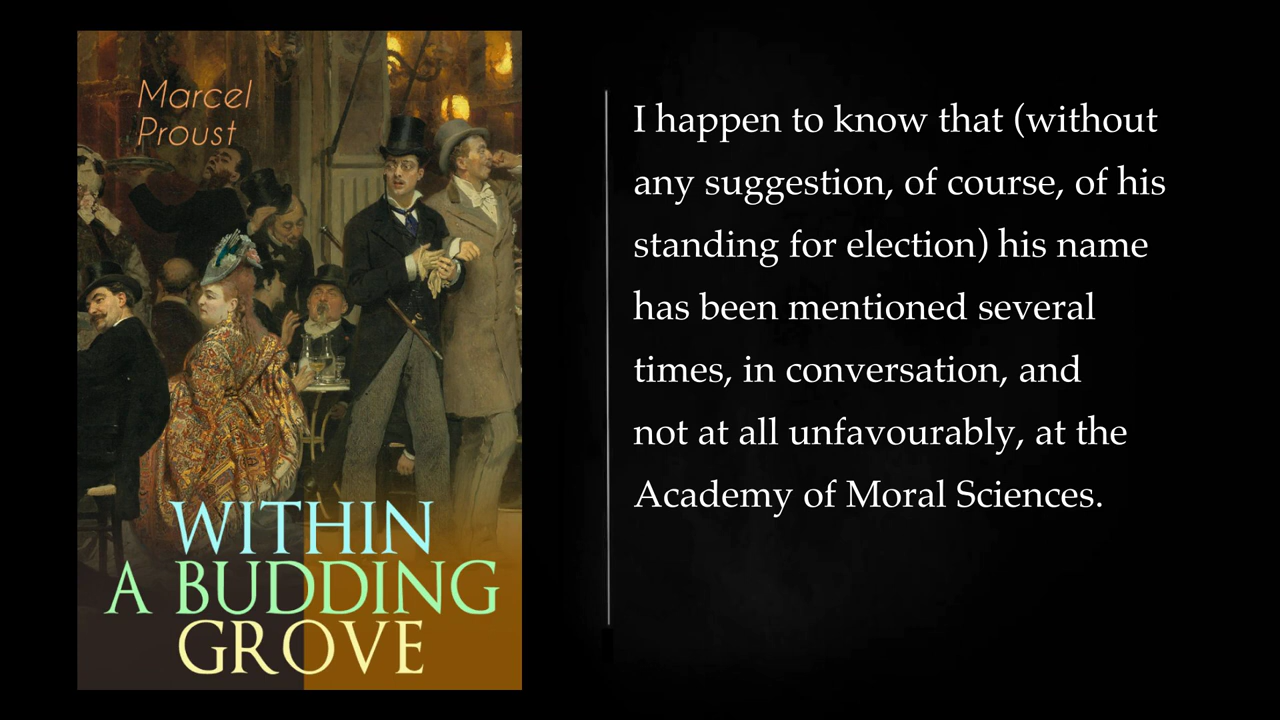 Marcel
Proust
WITHIN
A BUDDING
GROVE
I happen to know that (without
any suggestion, of course, of his
standing for election) his name
has been mentioned several
times, in conversation, and
not at all unfavourably, at the
Academy of Moral Sciences.